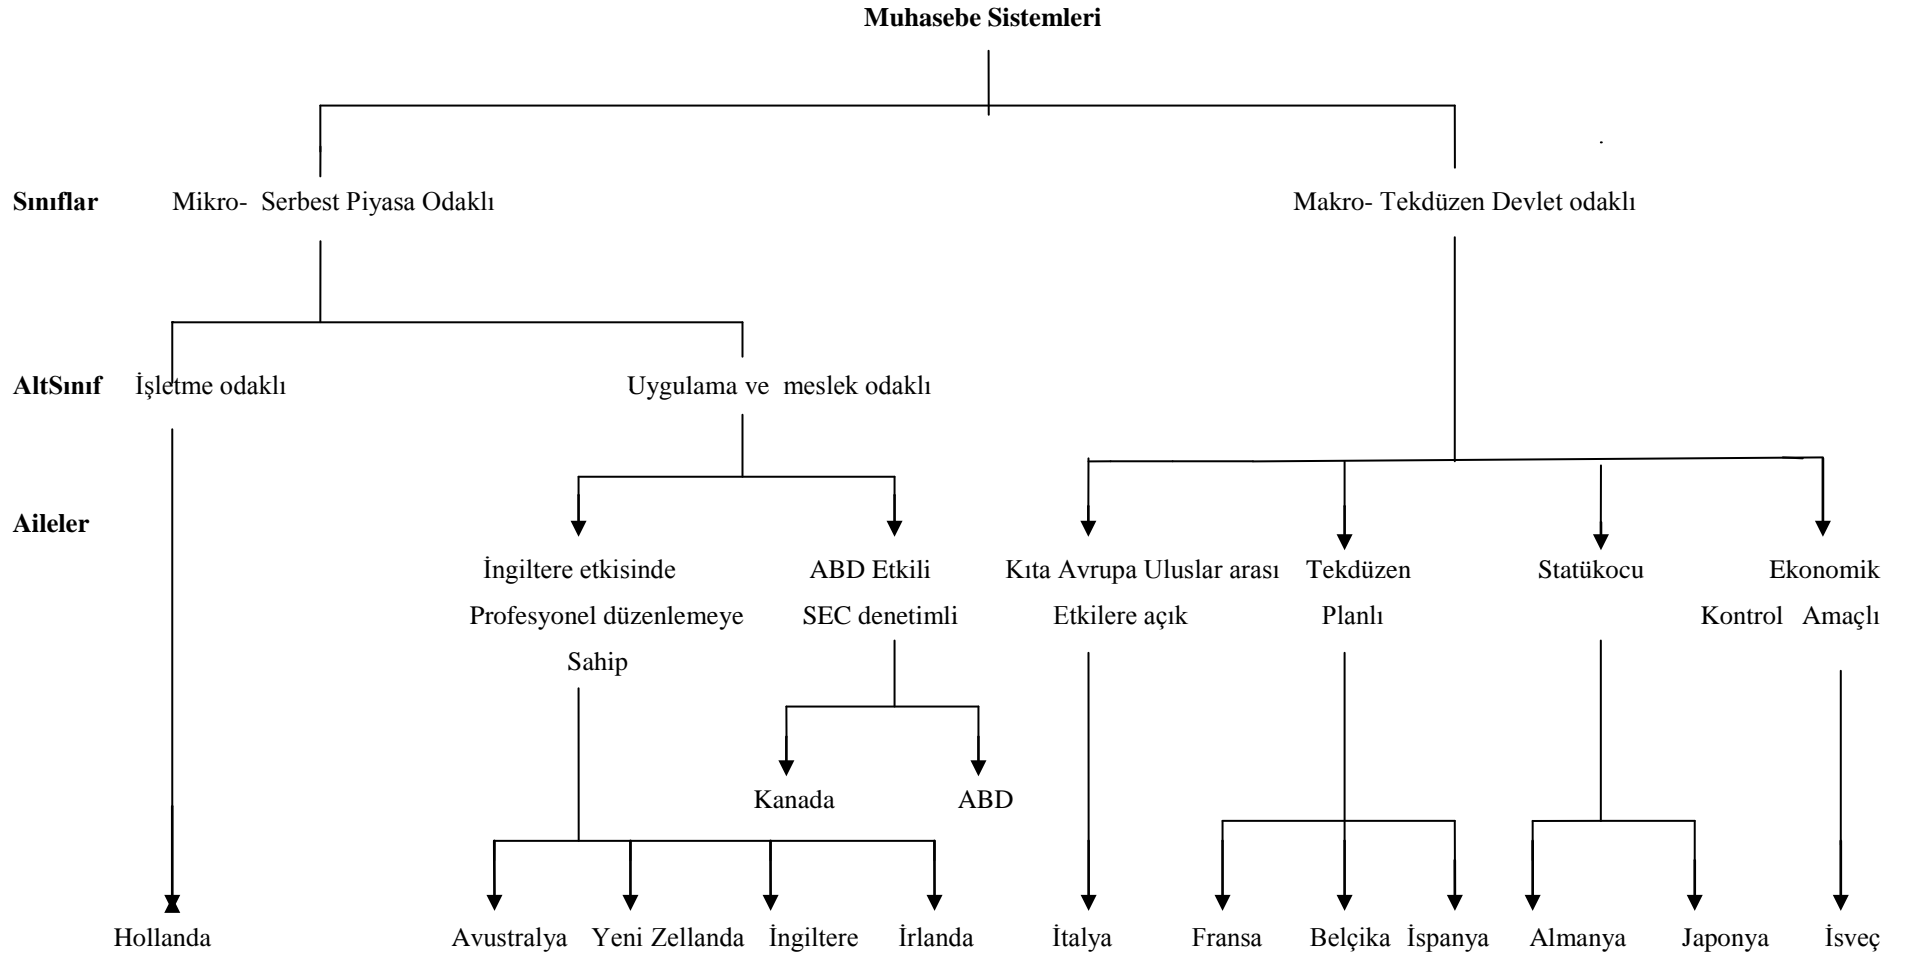 Muhasebe Sistemleri
Sınıflar Mikro- Serbest Piyasa Odaklı Makro- Tekdüzen Devlet odaklı
AltSınıf İşletme odaklı Uygulama ve meslek odaklı
Aileler
İngiltere etkisinde ABD Etkili Kıta Avrupa Uluslar arası Tekdüzen Statükocu Ekonomik
Profesyonel düzenlemeye SEC denetimli Etkilere açık Planlı Kontrol Amaçlı
Sahip
Kanada ABD
Hollanda Avustralya Yeni Zellanda İngiltere İrlanda İtalya Fransa Belçika İspanya Almanya Japonya İsveç